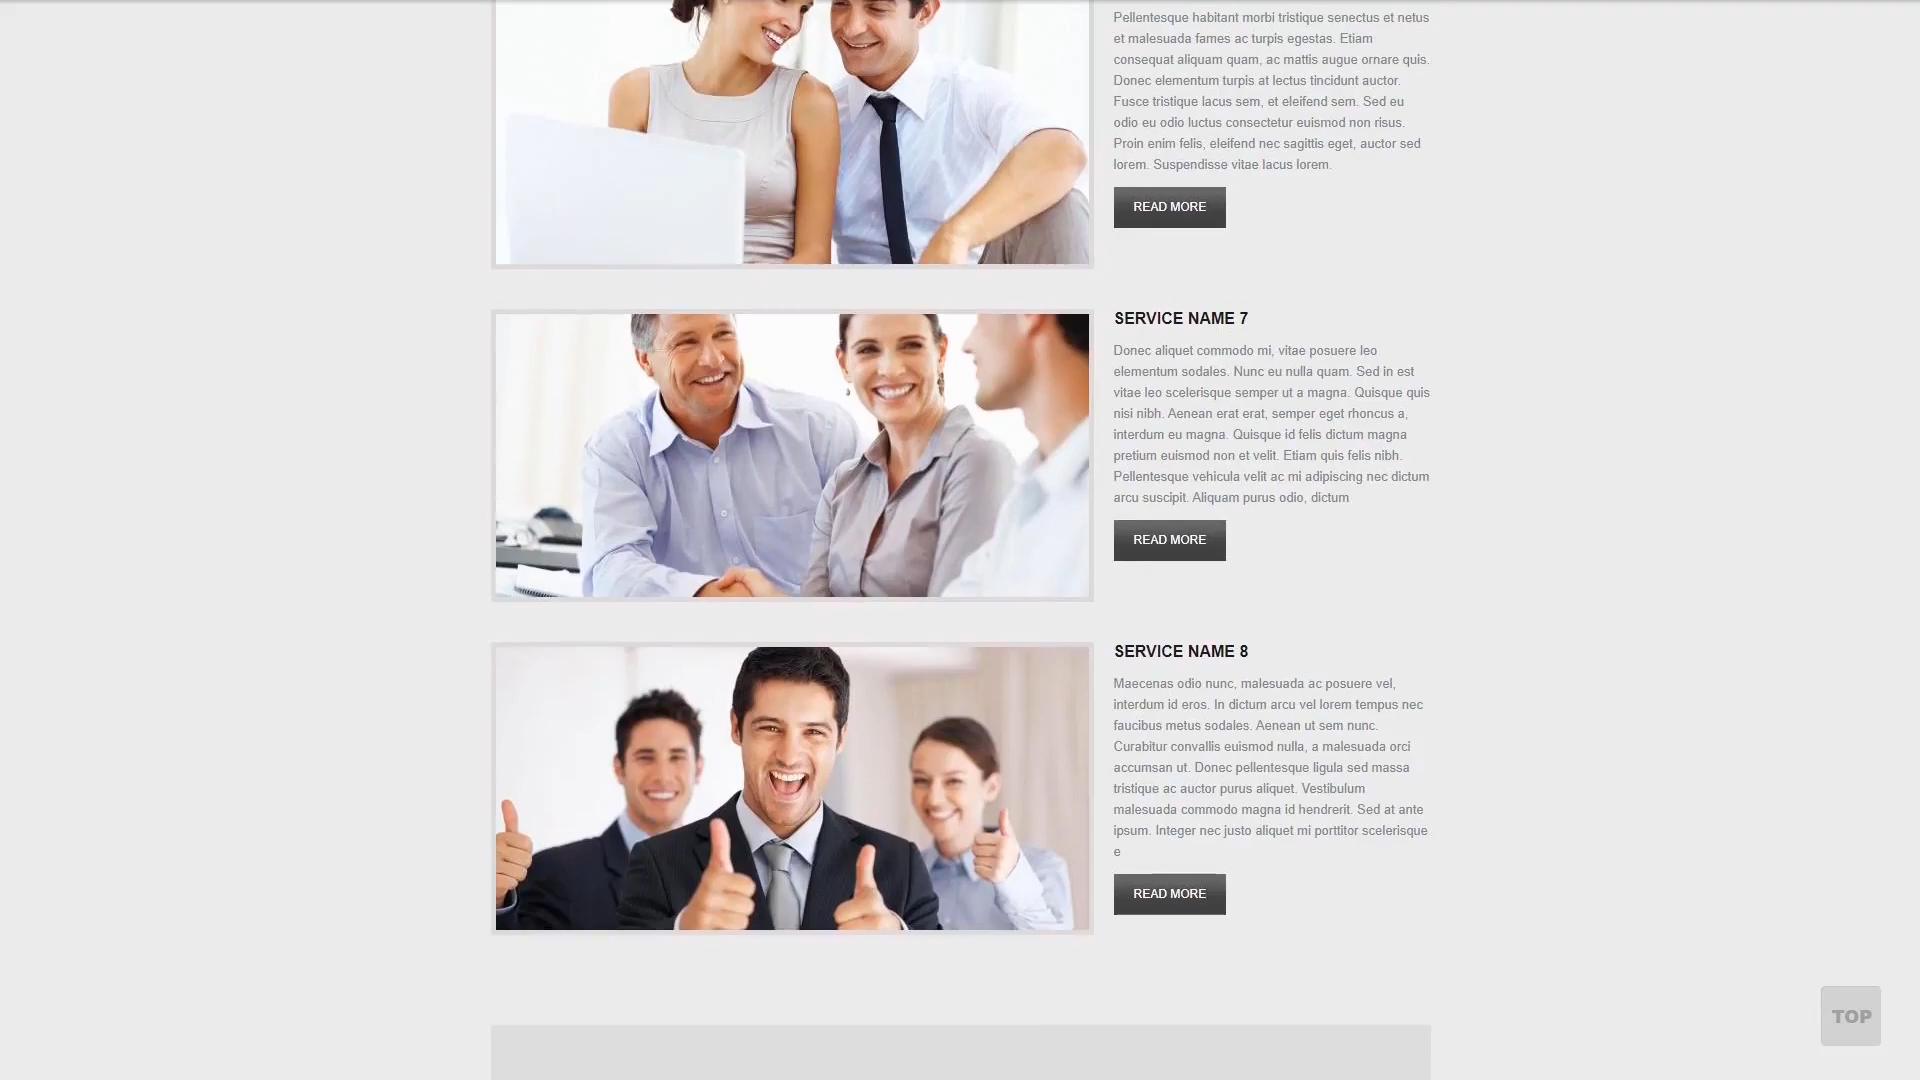 Pellentesque habitant morbi tristique senectus et netus
et malesuada fames ac turpis egestas. Etiam
consequat aliquam quam, ac mattis augue ornare quis.
Donec elementum turpis at lectus tincidunt auctor.
Fusce tristique lacus sem, et eleifend sem. Sed eu
odio eu odio luctus consectetur euismod non risus.
Proin enim felis, eleifend nec sagittis eget, auctor sed
lorem. Suspendisse vitae lacus lorem.
READ MORE
SERVICE NAME 7
Donec aliquet commodo mi, vitae posuere leo
elementum sodales. Nunc eu nulla quam. Sed in est
vitae leo scelerisque semper ut a magna. Quisque quis
nisi nibh. Aenean erat erat, semper eget rhoncus a,
interdum eu magna. Quisque id felis dictum magna
pretium euismod non et velit. Etiam quis felis nibh.
Pellentesque vehicula velit ac mi adipiscing nec dictum
arcu suscipit. Aliquam purus odio, dictum
READ MORE
SERVICE NAME 8
Maecenas odio nunc, malesuada ac posuere vel,
interdum id eros. In dictum arcu vel lorem tempus nec
faucibus metus sodales. Aenean ut sem nunc.
Curabitur convallis euismod nulla, a malesuada orci
accumsan ut. Donec pellentesque ligula sed massa
tristique ac auctor purus aliquet. Vestibulum
malesuada commodo magna id hendrerit. Sed at ante
ipsum. Integer nec justo aliquet mi porttitor scelerisque
e
READ MORE
TOP